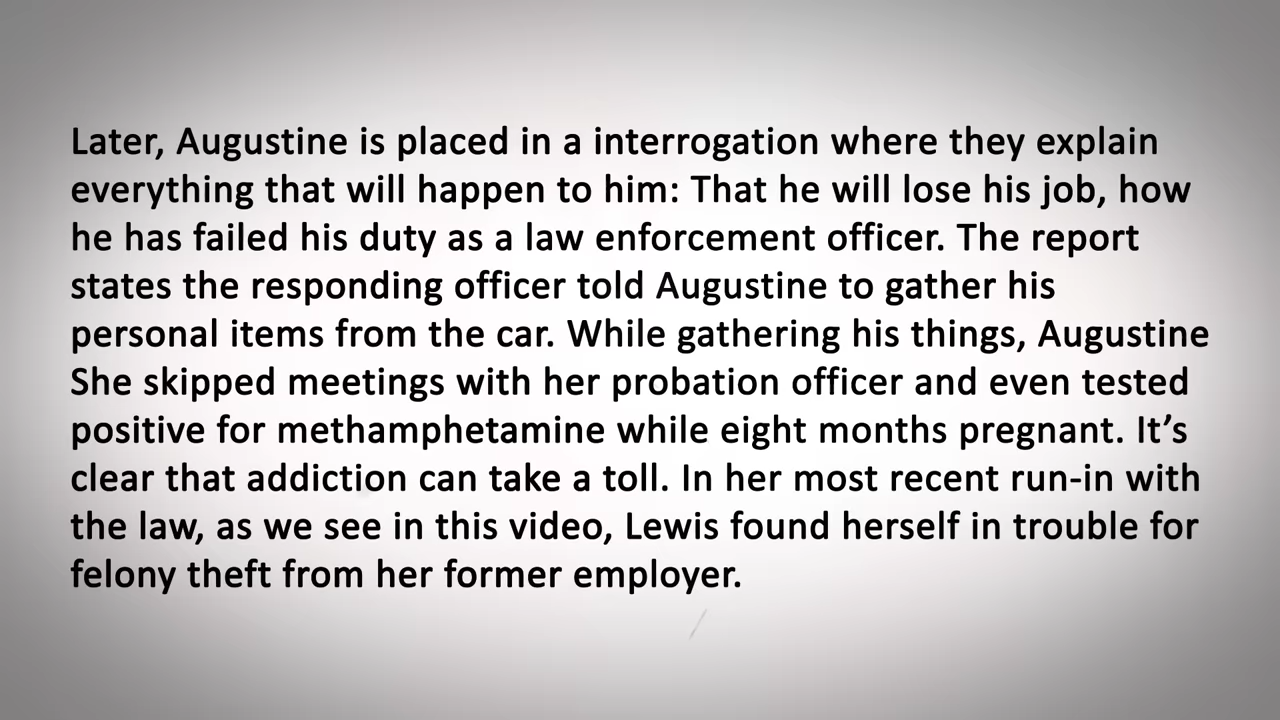 Later, Augustine is placed in a interrogation where they explain
everything that will happen to him: That he will lose his job, how
he has failed his duty as a law enforcement officer. The report
states the responding officer told Augustine to gather his
personal items from the car. While gathering his things, Augustine
She skipped meetings with her probation officer and even tested
positive for methamphetamine while eight months pregnant. It’s
clear that addiction can take a toll. In her most recent run-in with
the law, as we see in this video, Lewis found herself in trouble for
felony theft from her former employer.